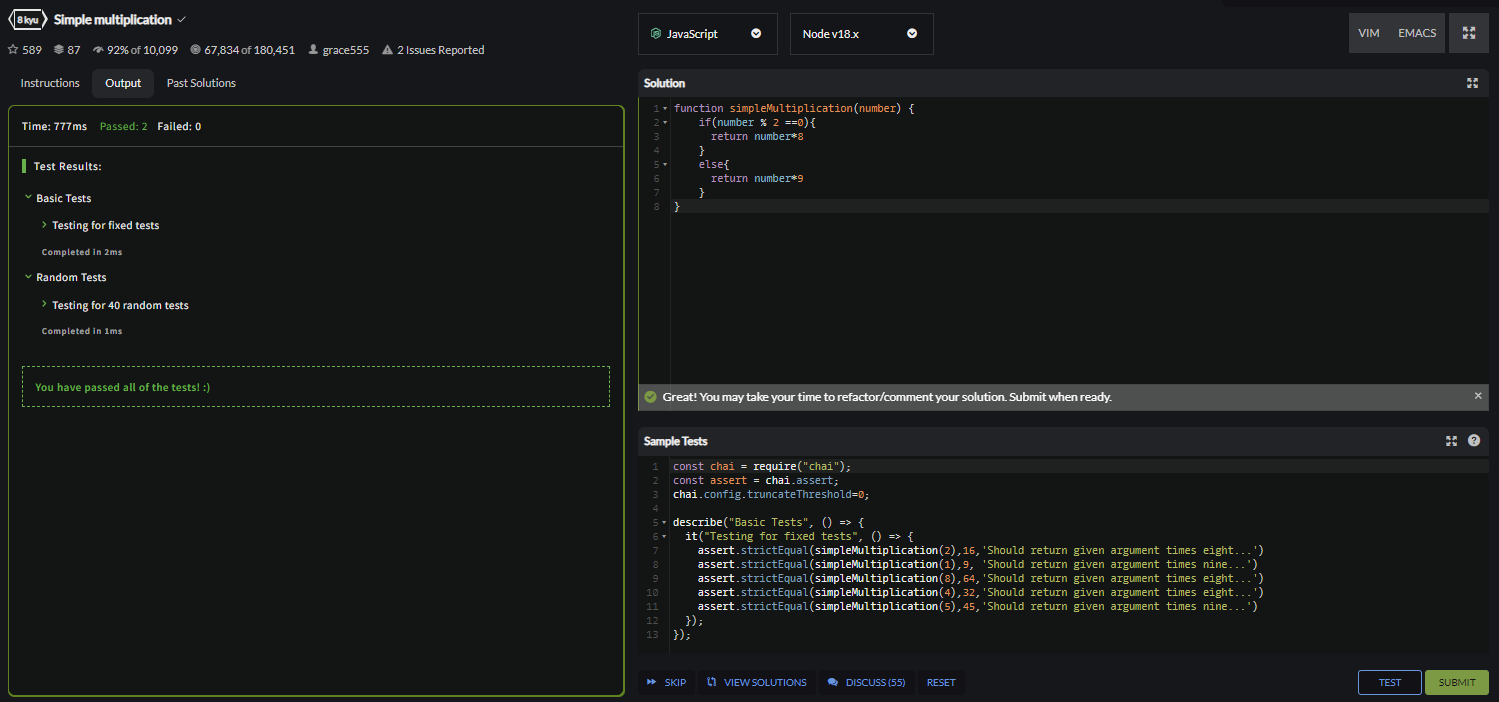 8 kyu Simple multiplication
589 87 92% of 10,099 67,834 of 180,451 grace555 2 Issues Reported
Instructions Output Past Solutions
Time: 777ms Passed: 2 Failed: 0
Test Results:
Basic Tests
Testing for fixed tests
Completed in 2ms
Random Tests
Testing for 40 random tests
Completed in 1ms
You have passed all of the tests! :)
JavaScript Node v18.x VIM EMACS
Solution
1 function simpleMultiplication(number) {
2 if(number % 2 ==0){
3 return number*8
4 }
5 else{
6 return number*9
7 }
8 }
Great! You may take your time to refactor/comment your solution. Submit when ready.
Sample Tests
1 const chai = require("chai");
2 const assert = chai.assert;
3 chai.config.truncateThreshold=0;
4
5 describe("Basic Tests", () => {
6 it("Testing for fixed tests", () => {
7 assert.strictEqual(simpleMultiplication(2),16,'Should return given argument times eight...')
8 assert.strictEqual(simpleMultiplication(1),9, 'Should return given argument times nine...')
9 assert.strictEqual(simpleMultiplication(8),64,'Should return given argument times eight...')
10 assert.strictEqual(simpleMultiplication(4),32,'Should return given argument times eight...')
11 assert.strictEqual(simpleMultiplication(5),45,'Should return given argument times nine...')
12 });
13 });
SKIP VIEW SOLUTIONS DISCUSS (55) RESET TEST SUBMIT